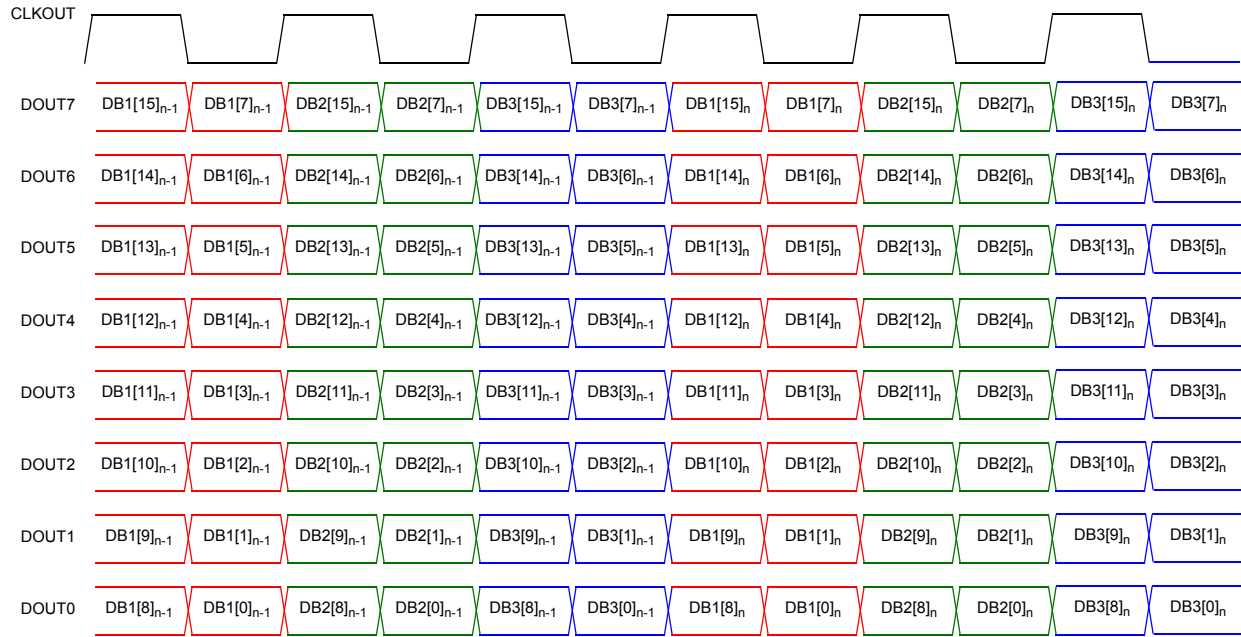 CLKOUT
DOUT7 DB1[15]n-1 DB1[7]n-1 DB2[15]n-1 DB2[7]n-1 DB3[15]n-1 DB3[7]n-1 DB1[15]n DB1[7]n DB2[15]n DB2[7]n DB3[15]n DB3[7]n
DOUT6 DB1[14]n-1 DB1[6]n-1 DB2[14]n-1 DB2[6]n-1 DB3[14]n-1 DB3[6]n-1 DB1[14]n DB1[6]n DB2[14]n DB2[6]n DB3[14]n DB3[6]n
DOUT5 DB1[13]n-1 DB1[5]n-1 DB2[13]n-1 DB2[5]n-1 DB3[13]n-1 DB3[5]n-1 DB1[13]n DB1[5]n DB2[13]n DB2[5]n DB3[13]n DB3[5]n
DOUT4 DB1[12]n-1 DB1[4]n-1 DB2[12]n-1 DB2[4]n-1 DB3[12]n-1 DB3[4]n-1 DB1[12]n DB1[4]n DB2[12]n DB2[4]n DB3[12]n DB3[4]n
DOUT3 DB1[11]n-1 DB1[3]n-1 DB2[11]n-1 DB2[3]n-1 DB3[11]n-1 DB3[3]n-1 DB1[11]n DB1[3]n DB2[11]n DB2[3]n DB3[11]n DB3[3]n
DOUT2 DB1[10]n-1 DB1[2]n-1 DB2[10]n-1 DB2[2]n-1 DB3[10]n-1 DB3[2]n-1 DB1[10]n DB1[2]n DB2[10]n DB2[2]n DB3[10]n DB3[2]n
DOUT1 DB1[9]n-1 DB1[1]n-1 DB2[9]n-1 DB2[1]n-1 DB3[9]n-1 DB3[1]n-1 DB1[9]n DB1[1]n DB2[9]n DB2[1]n DB3[9]n DB3[1]n
DOUT0 DB1[8]n-1 DB1[0]n-1 DB2[8]n-1 DB2[0]n-1 DB3[8]n-1 DB3[0]n-1 DB1[8]n DB1[0]n DB2[8]n DB2[0]n DB3[8]n DB3[0]n